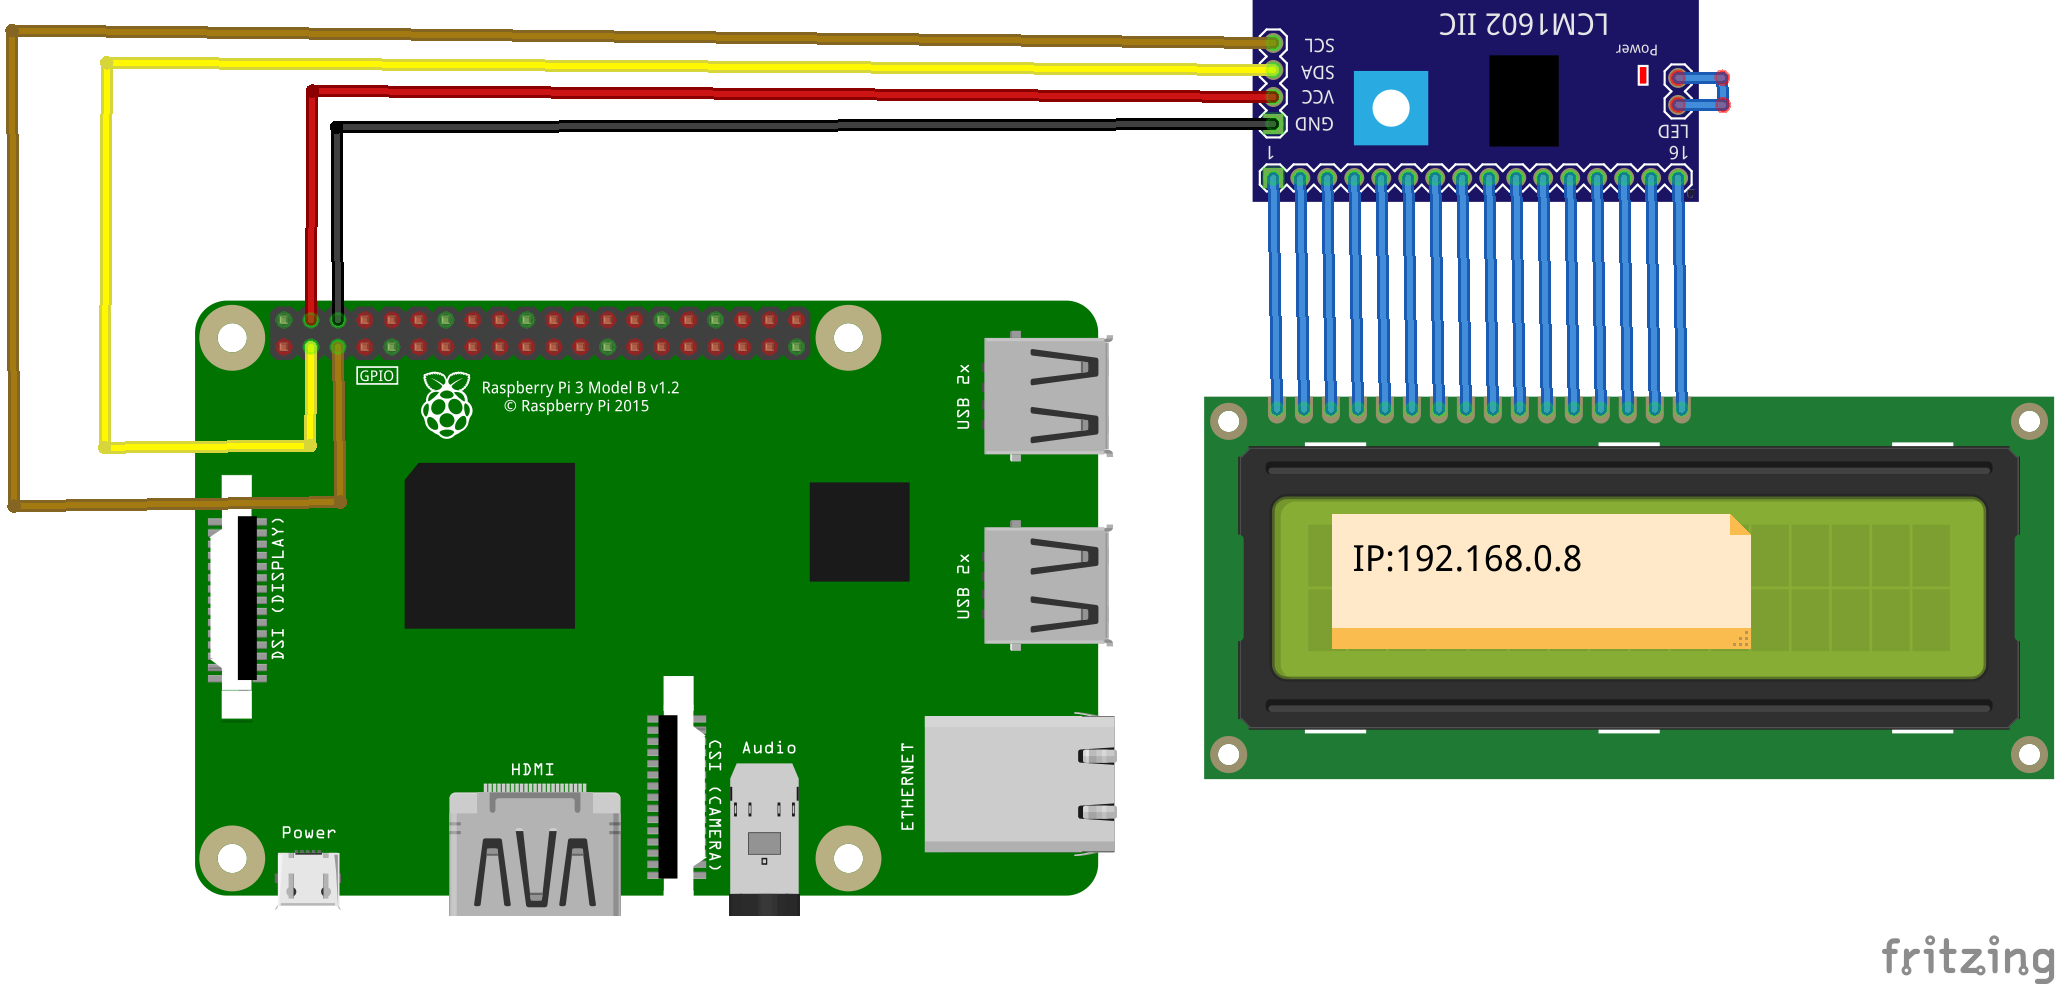 LCM1602 IIC
SCL
SDA
VCC
GND
Power
LED
1
16
GPIO
Raspberry Pi 3 Model B v1.2
© Raspberry Pi 2015
USB 2x
USB 2x
DSI (DISPLAY)
IP:192.168.0.8
HDMI
CSI (CAMERA)
Audio
ETHERNET
Power
fritzing